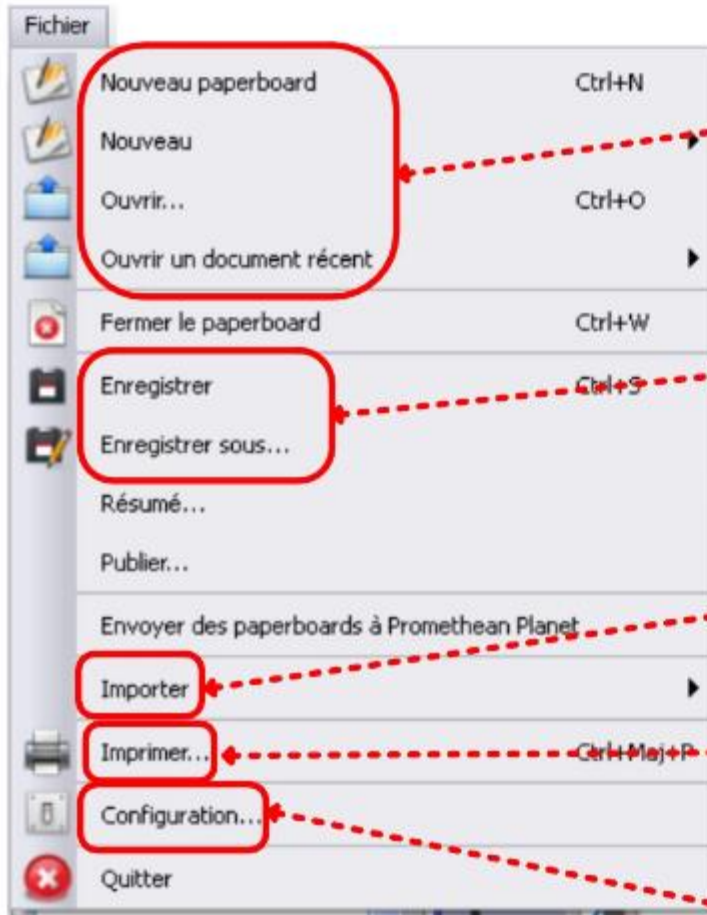 Fichier
Nouveau paperboard Ctrl+N
Nouveau
Ouvrir... Ctrl+O
Ouvrir un document récent
Fermer le paperboard Ctrl+W
Enregistrer Ctrl+S
Enregistrer sous...
Résumé...
Publier...
Envoyer des paperboards à Promethean Planet
Importer
Imprimer... Ctrl+Maj+P
Configuration...
Quitter